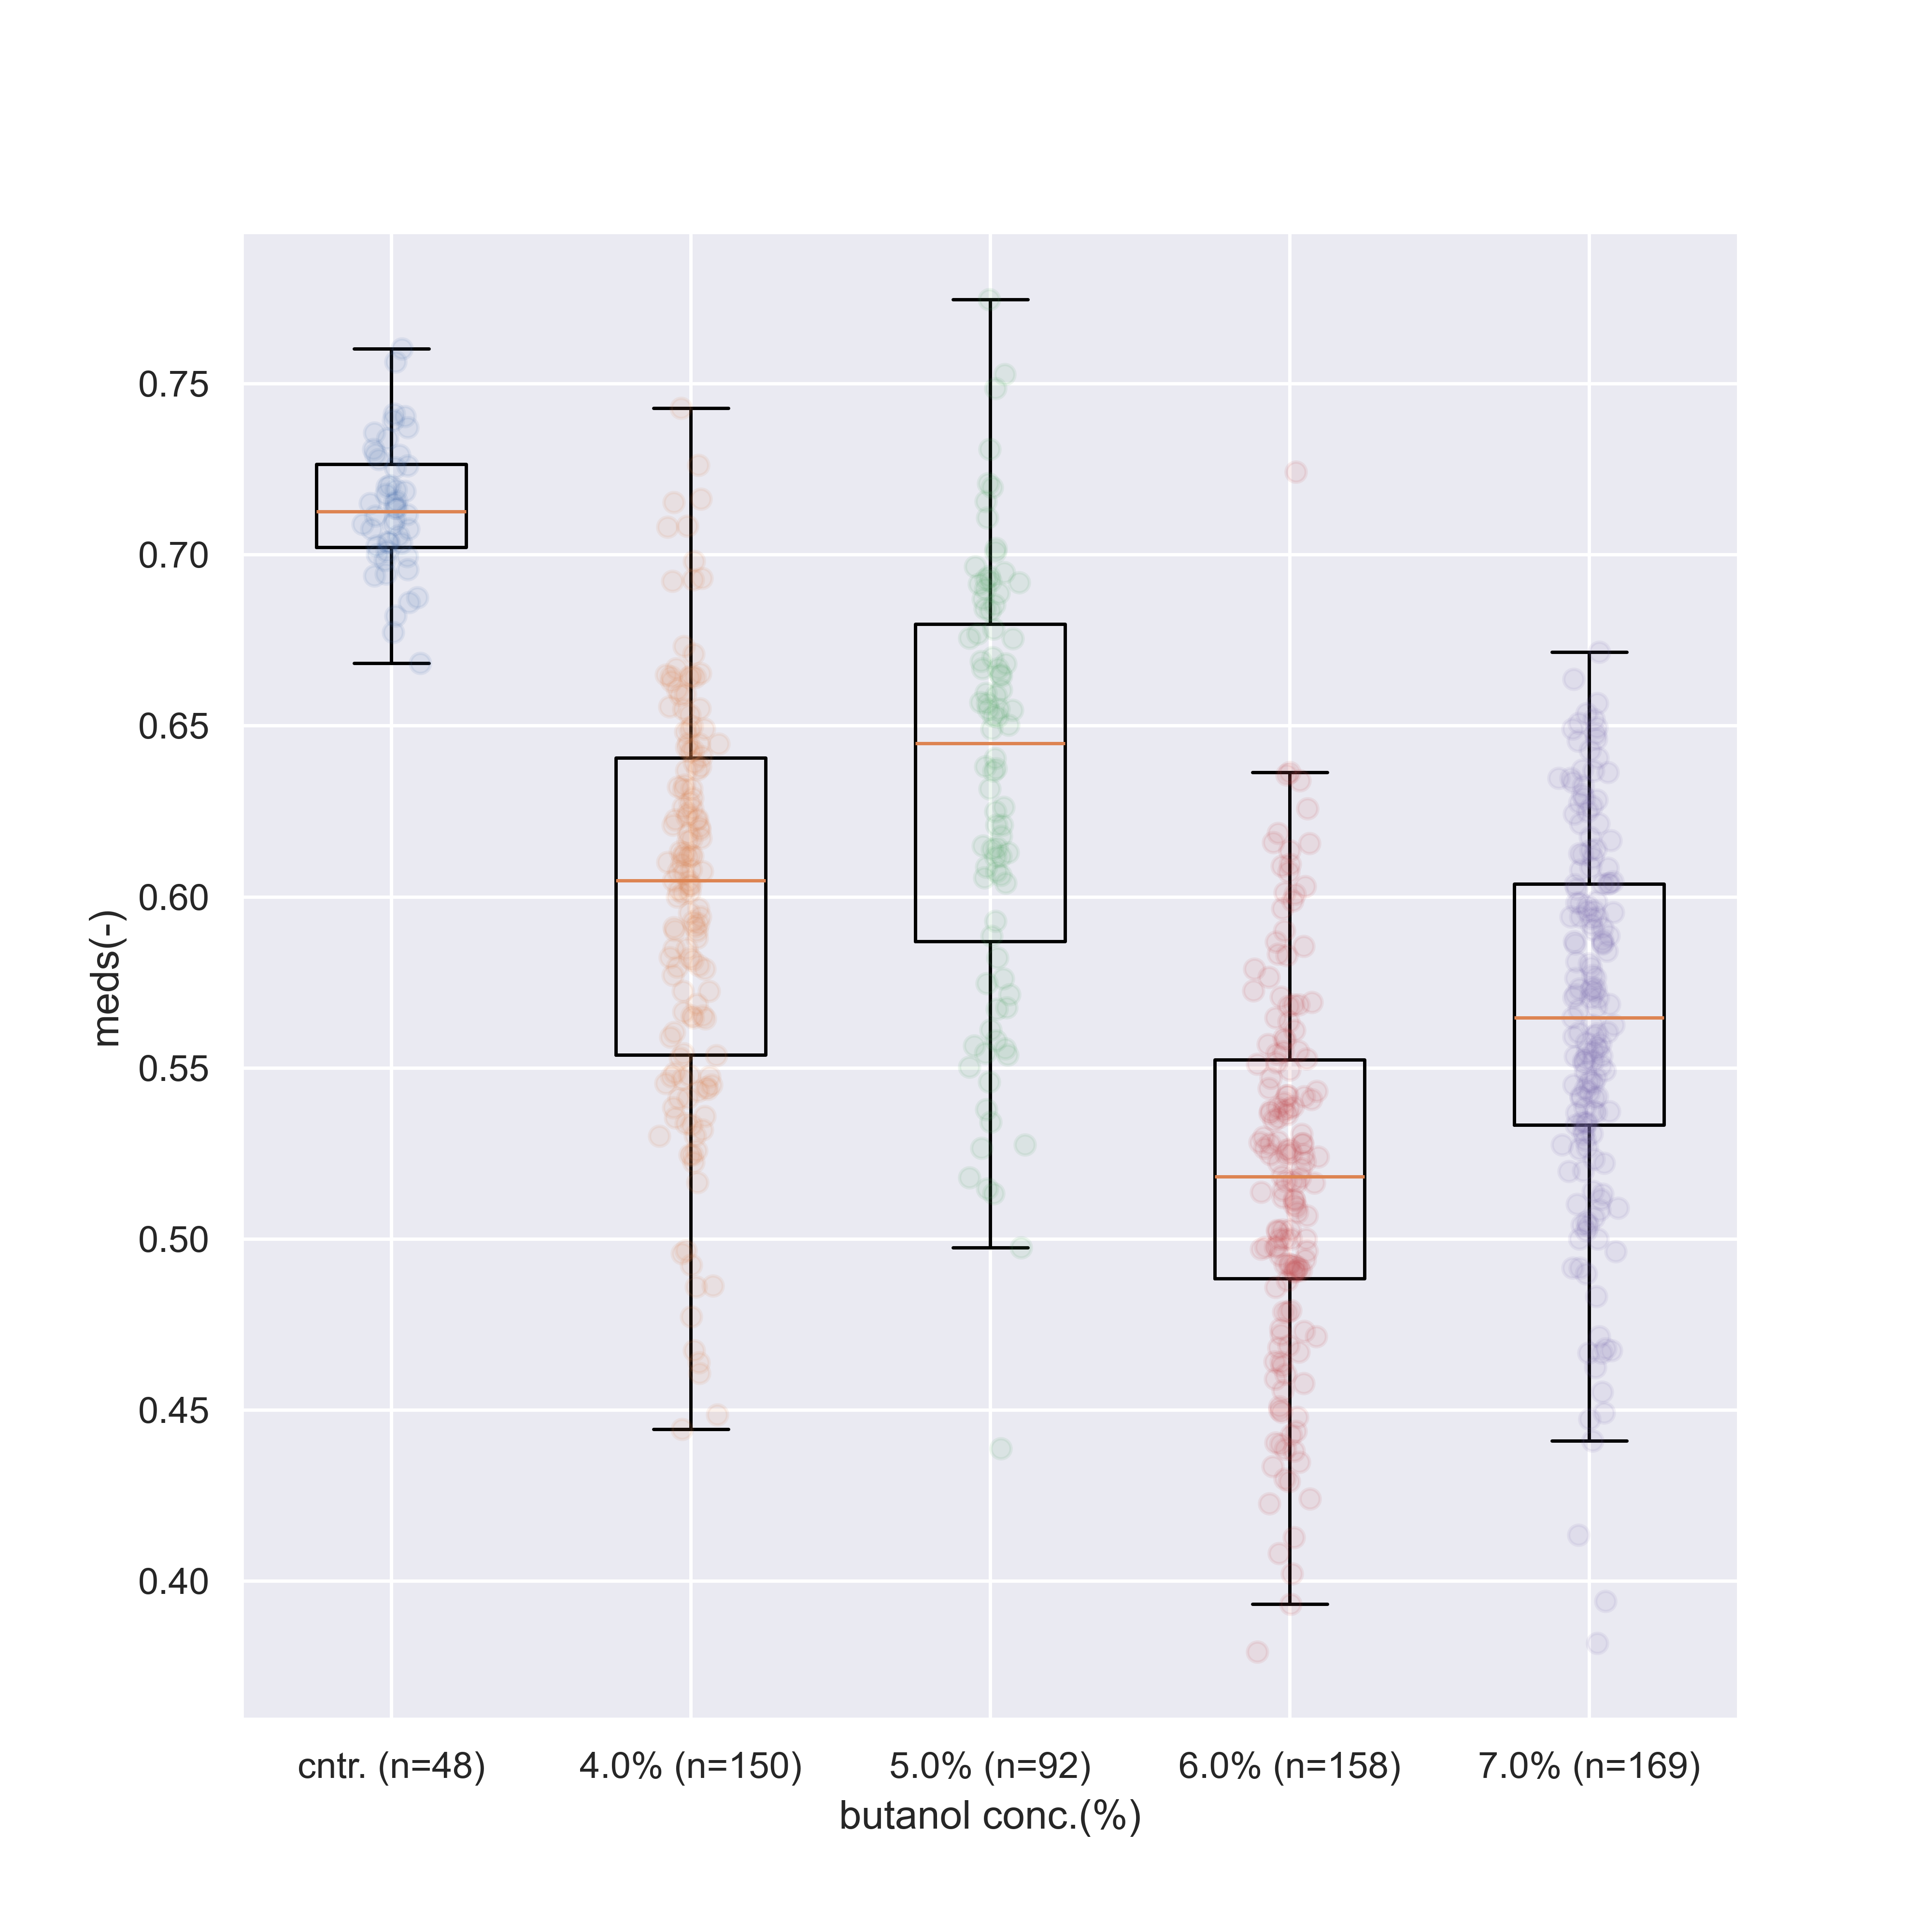 0.75
0.70
0.65
0.60
0.55
0.50
0.45
0.40
meds(-)
cntr. (n=48) 4.0% (n=150) 5.0% (n=92) 6.0% (n=158) 7.0% (n=169)
butanol conc.(%)